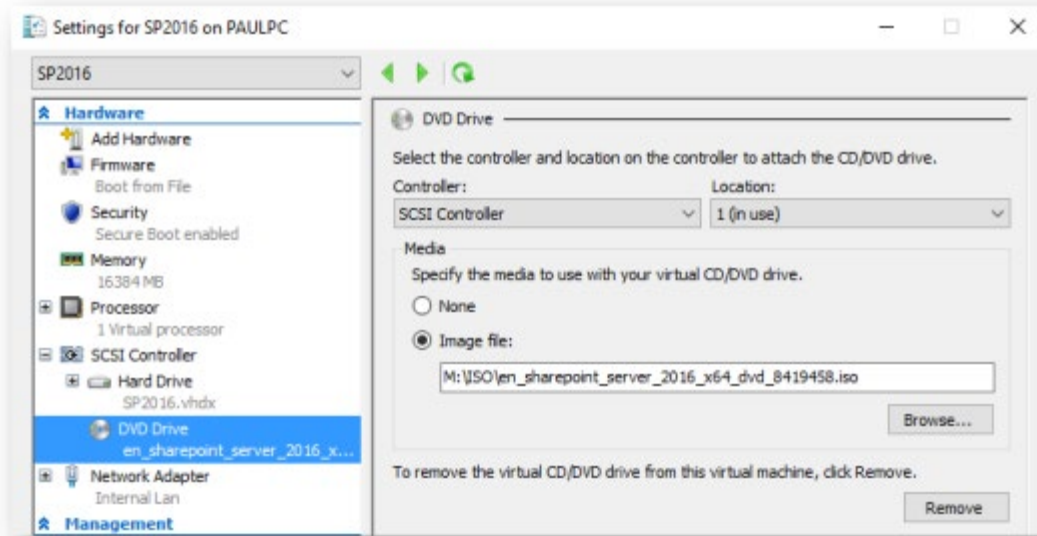 Settings for SP2016 on PAULPC
SP2016
Hardware
Add Hardware
Firmware
Boot from File
Security
Secure Boot enabled
Memory
16384 MB
Processor
1 Virtual processor
SCSI Controller
Hard Drive
SP2016.vhdx
DVD Drive
en_sharepoint_server_2016_x...
Network Adapter
Internal Lan
Management
DVD Drive
Select the controller and location on the controller to attach the CD/DVD drive.
Controller: Location:
SCSI Controller 1 (in use)
Media
Specify the media to use with your virtual CD/DVD drive.
None
Image file:
M:\ISO\en_sharepoint_server_2016_x64_dvd_8419458.iso
Browse...
To remove the virtual CD/DVD drive from this virtual machine, click Remove.
Remove